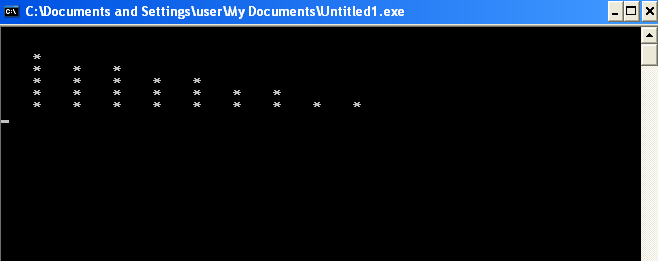 C:\Documents and Settings\user\My Documents\Untitled1.exe
*
* * *
* * * * *
* * * * * * *
* * * * * * * * *